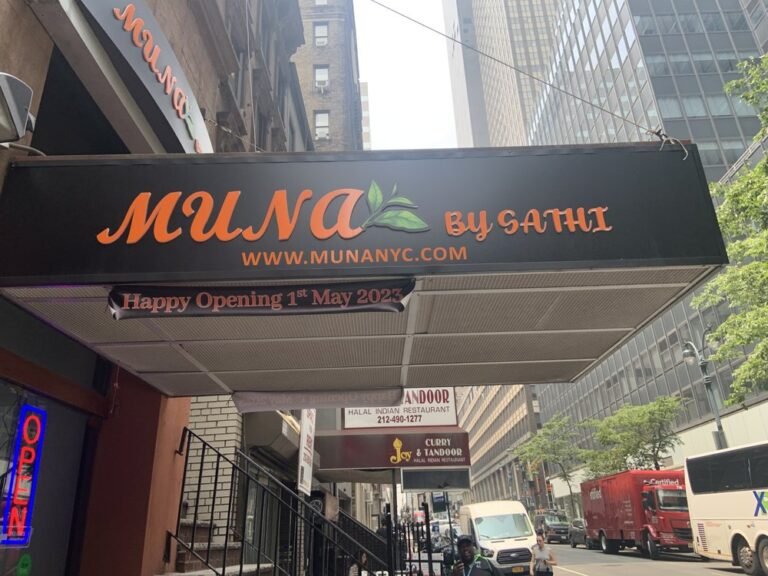 MUNA
MUNA BY SATHI
WWW.MUNANYC.COM
Happy Opening 1st May 2023
TANDOOR
HALAL INDIAN RESTAURANT
212-490-1277
Joy CURRY
& TANDOOR
HALAL INDIAN RESTAURANT
OPEN
Certified
X